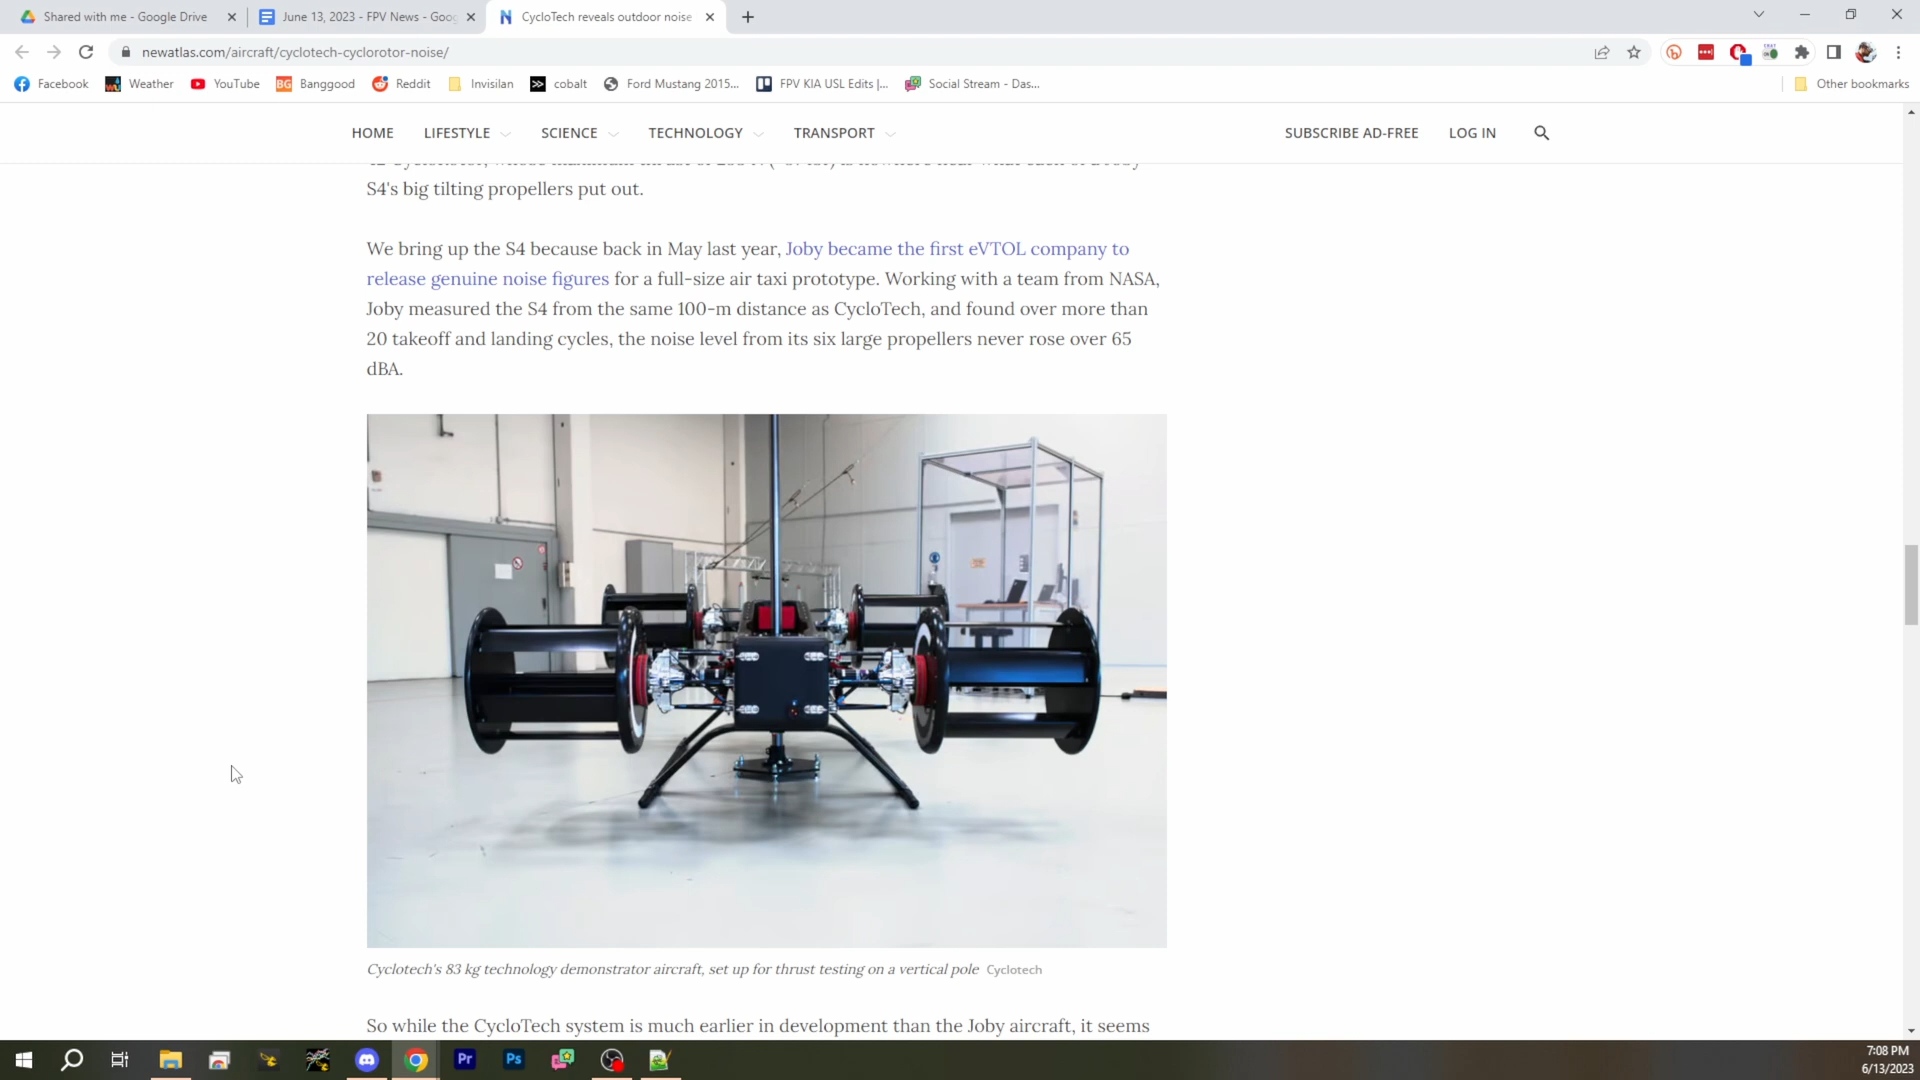 Shared with me - Google Drive
June 13, 2023 - FPV News - Goog
CycloTech reveals outdoor noise
newatlas.com/aircraft/cyclotech-cyclorotor-noise/
Facebook Weather YouTube BG Banggood Reddit Invisilan cobalt Ford Mustang 2015... FPV KIA USL Edits |... Social Stream - Das... Other bookmarks
HOME LIFESTYLE SCIENCE TECHNOLOGY TRANSPORT SUBSCRIBE AD-FREE LOG IN
S4's big tilting propellers put out.
We bring up the S4 because back in May last year, Joby became the first eVTOL company to
release genuine noise figures for a full-size air taxi prototype. Working with a team from NASA,
Joby measured the S4 from the same 100-m distance as CycloTech, and found over more than
20 takeoff and landing cycles, the noise level from its six large propellers never rose over 65
dBA.
Cyclotech's 83 kg technology demonstrator aircraft, set up for thrust testing on a vertical pole Cyclotech
So while the CycloTech system is much earlier in development than the Joby aircraft, it seems
Pr Ps
7:08 PM
6/13/2023